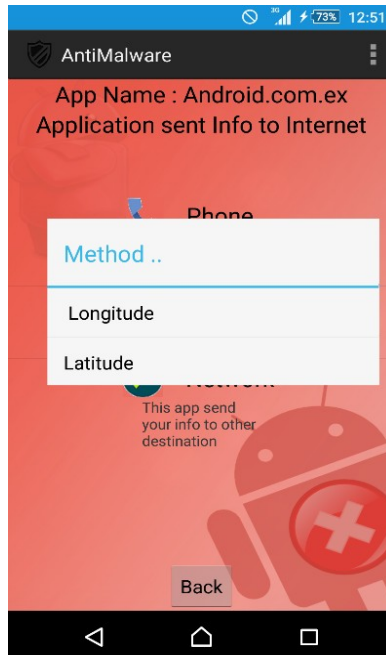 3G 73% 12:51
AntiMalware
App Name : Android.com.ex
Application sent Info to Internet
Phone
Method ..
Longitude
Latitude
Network
This app send
your info to other
destination
Back